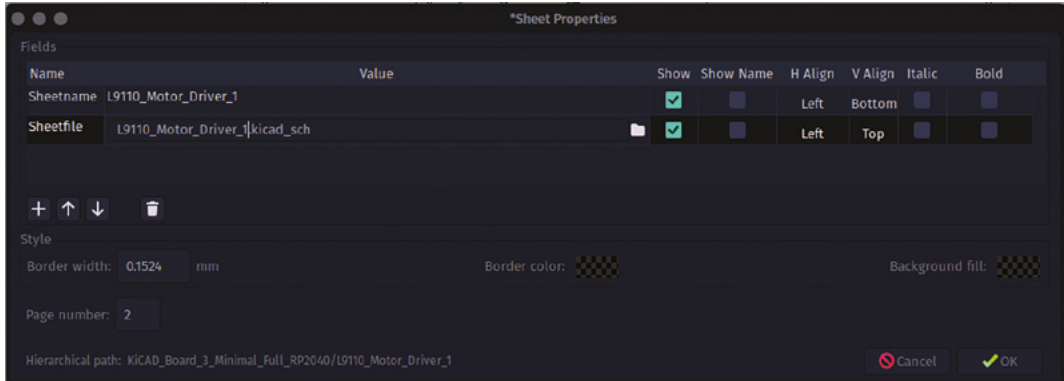 *Sheet Properties
Fields
Name Value Show Show Name H Align V Align Italic Bold
Sheetname L9110_Motor_Driver_1 Left Bottom
Sheetfile L9110_Motor_Driver_1.kicad_sch Left Top
Style
Border width: 0.1524 mm Border color: Background fill:
Page number: 2
Hierarchical path: KiCAD_Board_3_Minimal_Full_RP2040/L9110_Motor_Driver_1 Cancel OK